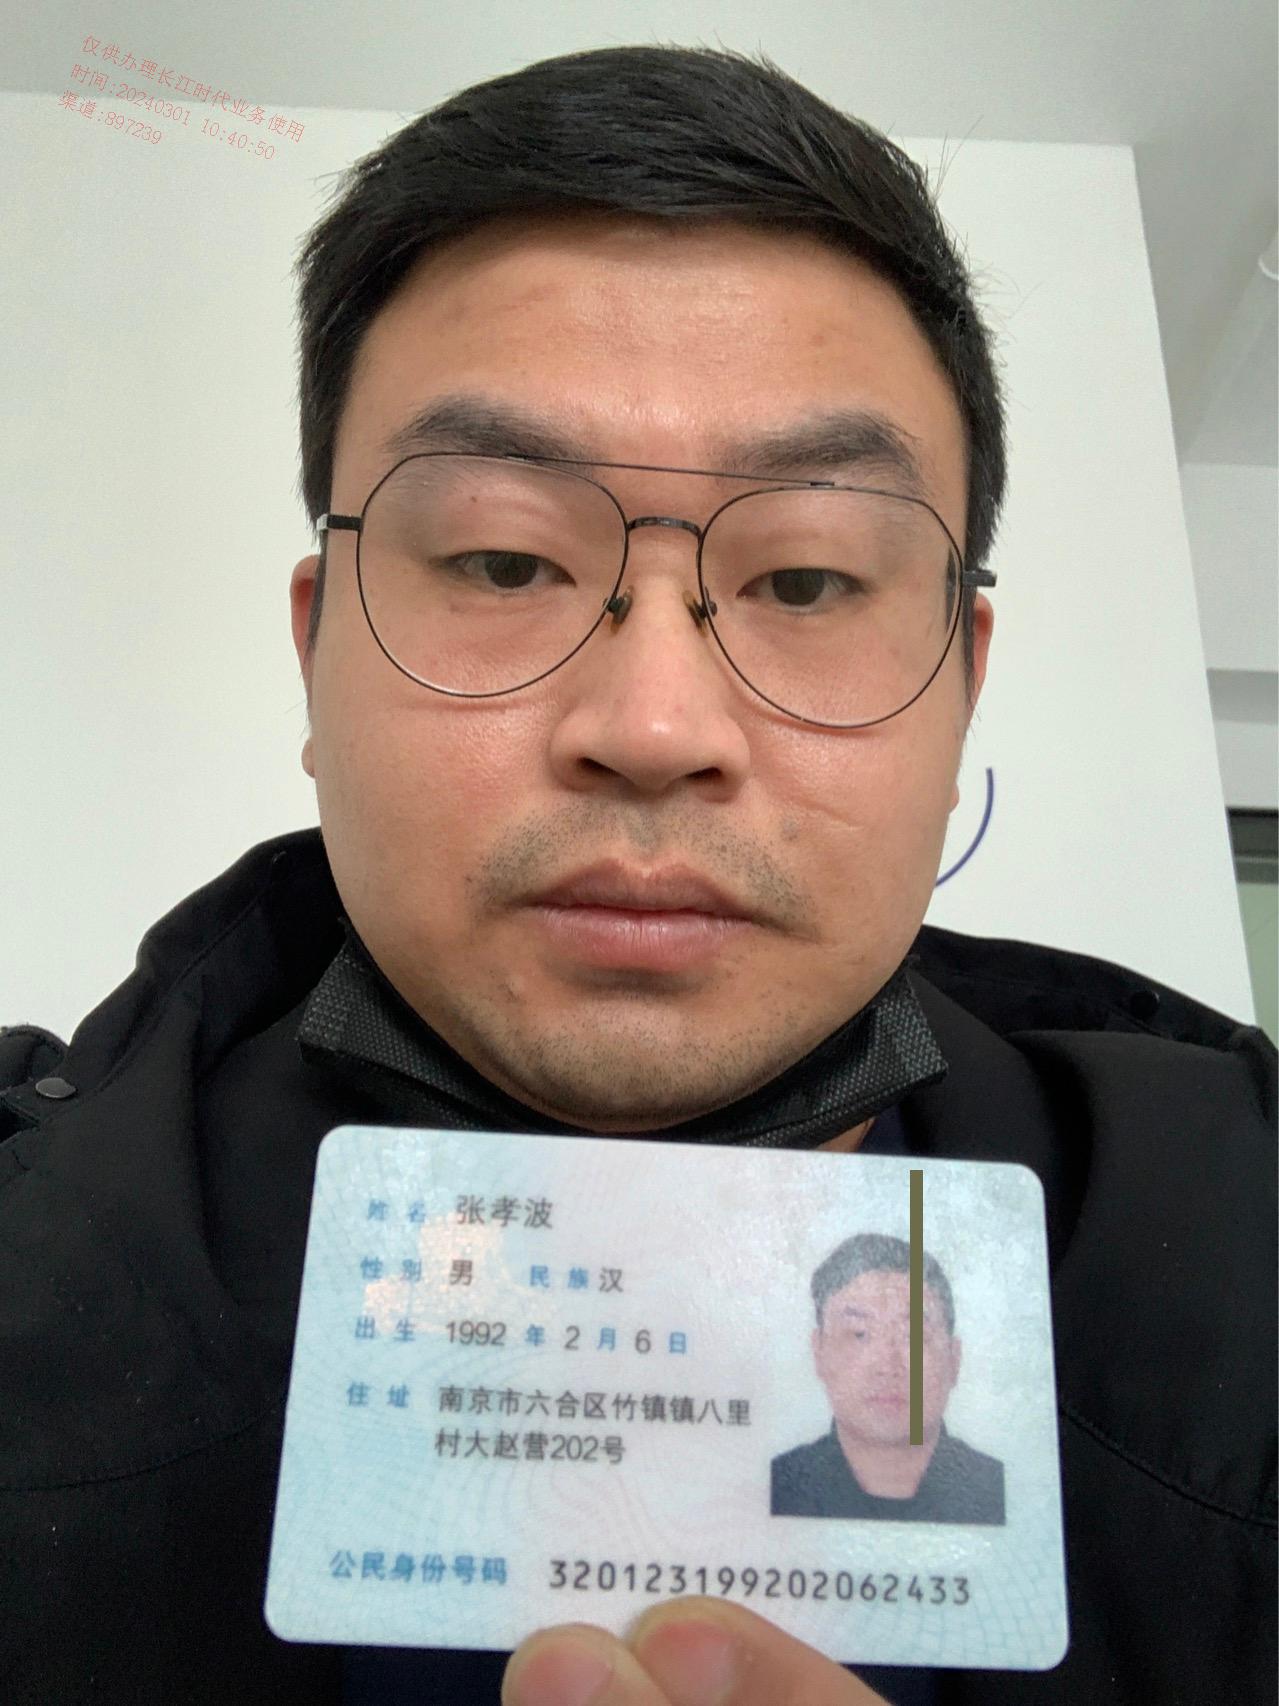 仅供办理长江时代业务使用
时间:20240301 10:40:50
渠道:897239
姓名 张孝波
性别 男 民族 汉
出生 1992 年 2 月 6 日
住址 南京市六合区竹镇镇八里
村大赵营202号
公民身份号码 320123199202062433